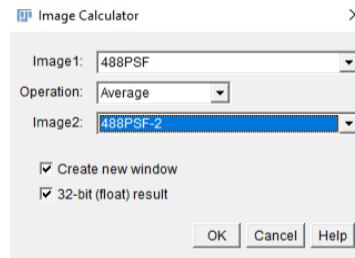 Image Calculator
Image1: 488PSF
Operation: Average
Image2: 488PSF-2
Create new window
32-bit (float) result
OK Cancel Help